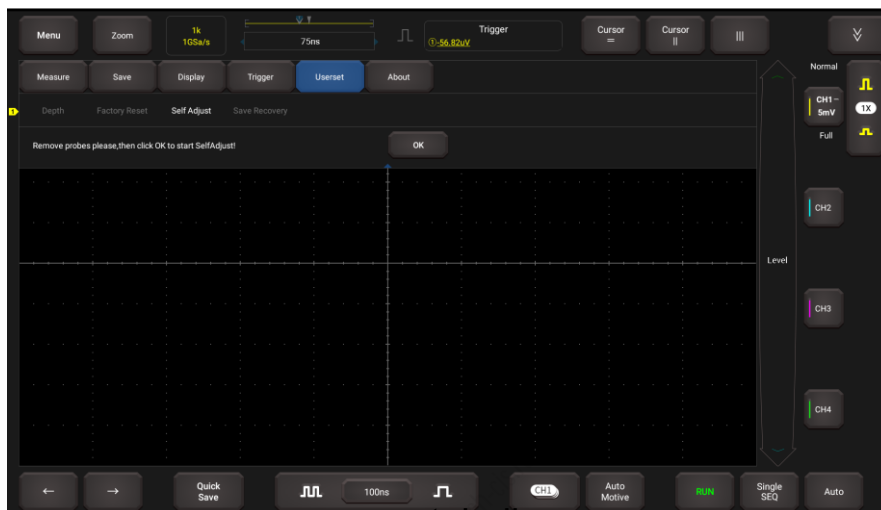 Menu
Zoom
1k
1GSa/s
75ns
Trigger
①-56.82uV
Cursor
Cursor
Measure
Save
Display
Trigger
Userset
About
Normal
1
Depth
Factory Reset
Self Adjust
Save Recovery
CH1
5mV
1X
Full
Remove probes please,then click OK to start SelfAdjust!
OK
CH2
Level
CH3
CH4
Quick
Save
100ns
CH1
Auto
Motive
RUN
Single
SEQ
Auto